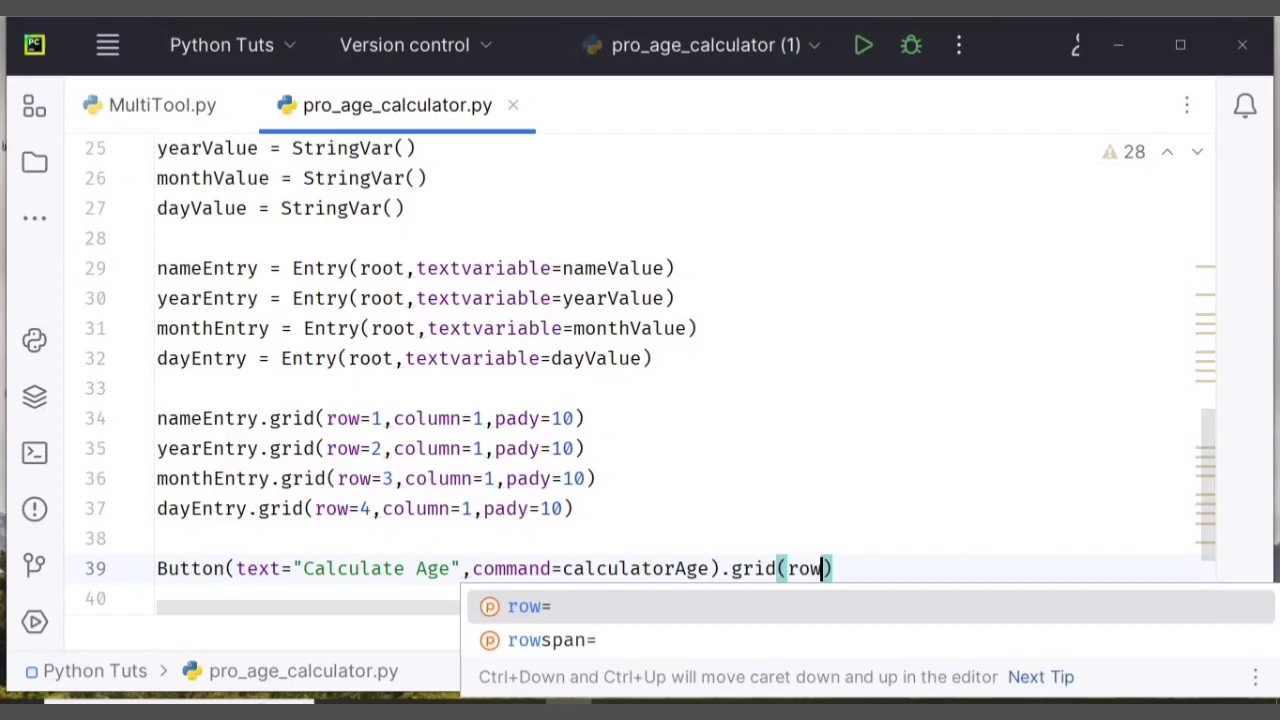 PC
Python Tuts
Version control
pro_age_calculator (1)
MultiTool.py
pro_age_calculator.py
28
25 yearValue = StringVar()
26 monthValue = StringVar()
27 dayValue = StringVar()
28
29 nameEntry = Entry(root,textvariable=nameValue)
30 yearEntry = Entry(root,textvariable=yearValue)
31 monthEntry = Entry(root,textvariable=monthValue)
32 dayEntry = Entry(root,textvariable=dayValue)
33
34 nameEntry.grid(row=1,column=1,pady=10)
35 yearEntry.grid(row=2,column=1,pady=10)
36 monthEntry.grid(row=3,column=1,pady=10)
37 dayEntry.grid(row=4,column=1,pady=10)
38
39 Button(text="Calculate Age",command=calculatorAge).grid(row)
40
p row=
p rowspan=
Ctrl+Down and Ctrl+Up will move caret down and up in the editor Next Tip
Python Tuts > pro_age_calculator.py